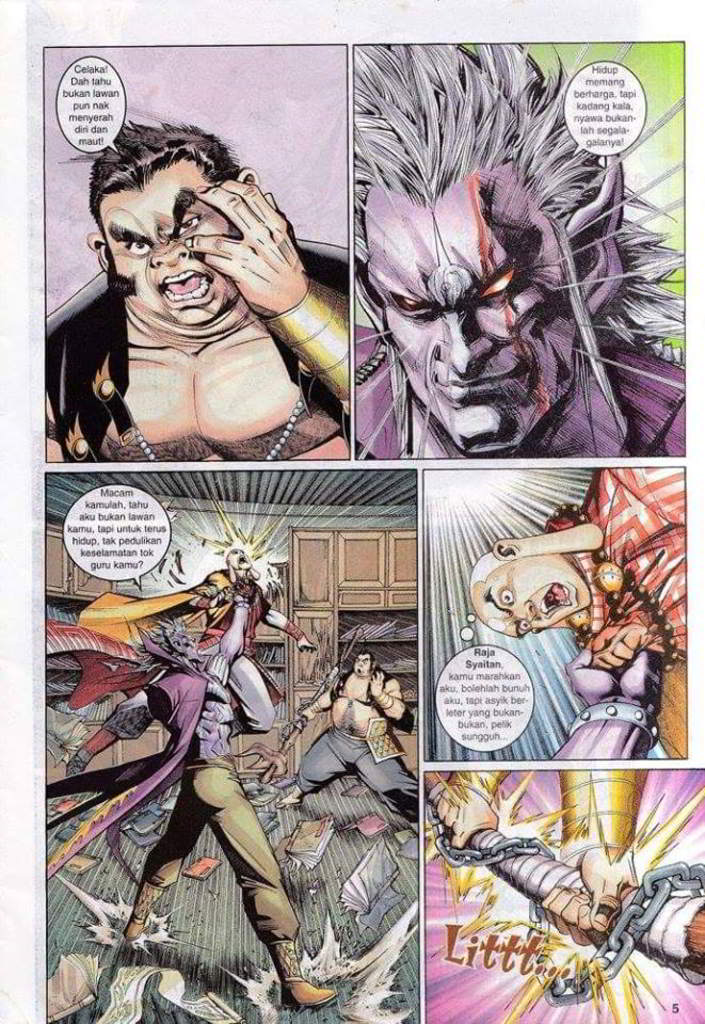 Celaka!
Dah tahu
bukan lawan
pun nak
menyerah
diri dan
maut!
Hidup
memang
berharga, tapi
kadang kala,
nyawa bukan-
lah segala-
galanya!
Macam
kamulah, tahu
aku bukan lawan
kamu, tapi untuk terus
hidup, tak pedulikan
keselamatan tok
guru kamu?
Raja
Syaitan,
kamu marahkan
aku, bolehlah bunuh
aku, tapi asyik ber-
leter yang bukan-
bukan, pelik
sungguh...
Litttt...
5